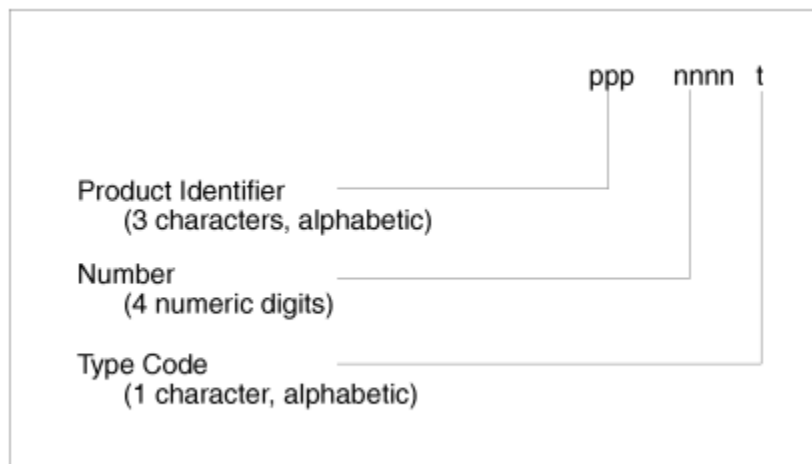 ppp nnnn t
Product Identifier
(3 characters, alphabetic)
Number
(4 numeric digits)
Type Code
(1 character, alphabetic)